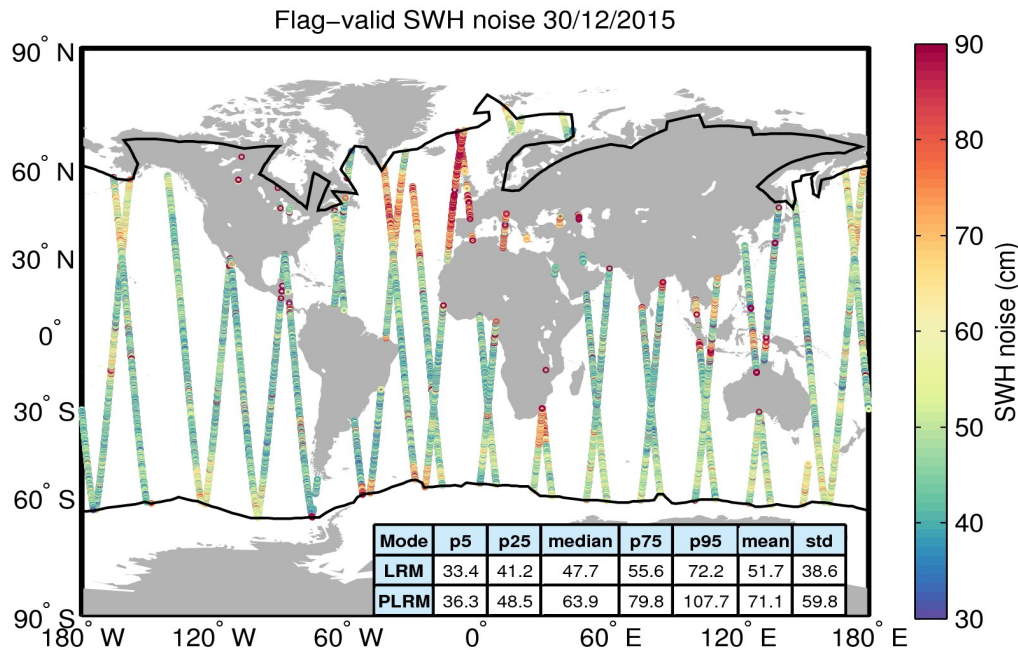 Flag−valid SWH noise 30/12/2015
90° N
60° N
30° N
0°
30° S
60° S
90° S
180° W
120° W
60° W
0°
60° E
120° E
180° E
Mode p5 p25 median p75 p95 mean std
LRM 33.4 41.2 47.7 55.6 72.2 51.7 38.6
PLRM 36.3 48.5 63.9 79.8 107.7 71.1 59.8
90
80
70
60
50
40
30
SWH noise (cm)